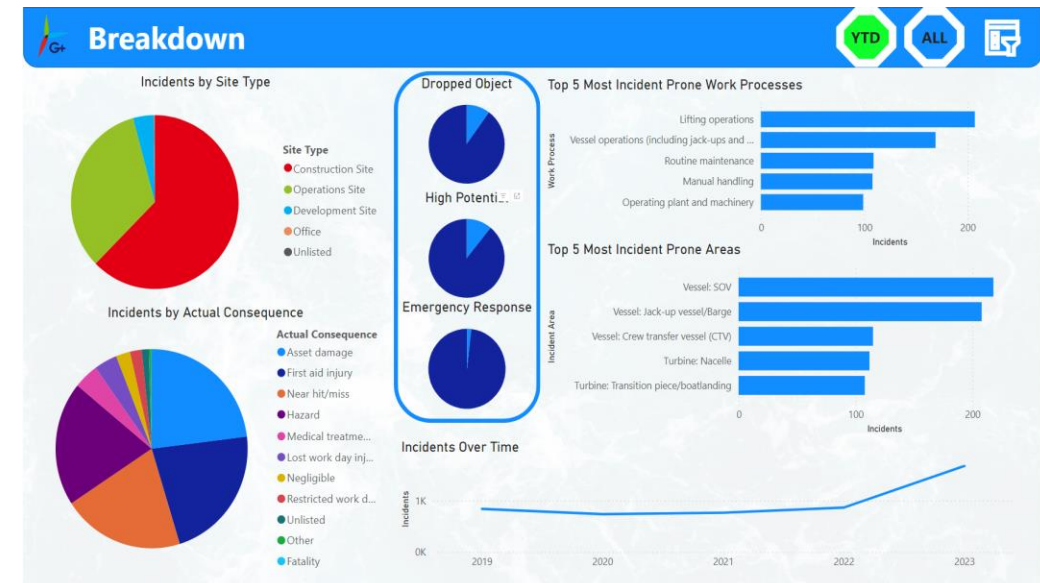 G+
Breakdown
YTD
ALL
Incidents by Site Type
Site Type
Construction Site
Operations Site
Development Site
Office
Unlisted
Incidents by Actual Consequence
Actual Consequence
Asset damage
First aid injury
Near hit/miss
Hazard
Medical treatme...
Lost work day inj...
Negligible
Restricted work d...
Unlisted
Other
Fatality
Dropped Object
High Potenti...
Emergency Response
Top 5 Most Incident Prone Work Processes
Work Process
Lifting operations
Vessel operations (including jack-ups and ...
Routine maintenance
Manual handling
Operating plant and machinery
0 100 200
Incidents
Top 5 Most Incident Prone Areas
Incident Area
Vessel: SOV
Vessel: Jack-up vessel/Barge
Vessel: Crew transfer vessel (CTV)
Turbine: Nacelle
Turbine: Transition piece/boatlanding
0 100 200
Incidents
Incidents Over Time
Incidents
1K
0K
2019 2020 2021 2022 2023